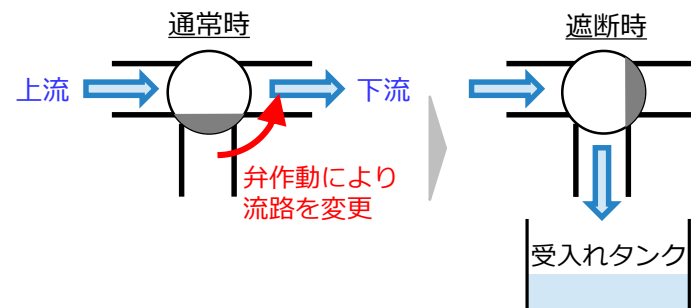 通常時
遮断時
上流
下流
弁作動により
流路を変更
受入れタンク